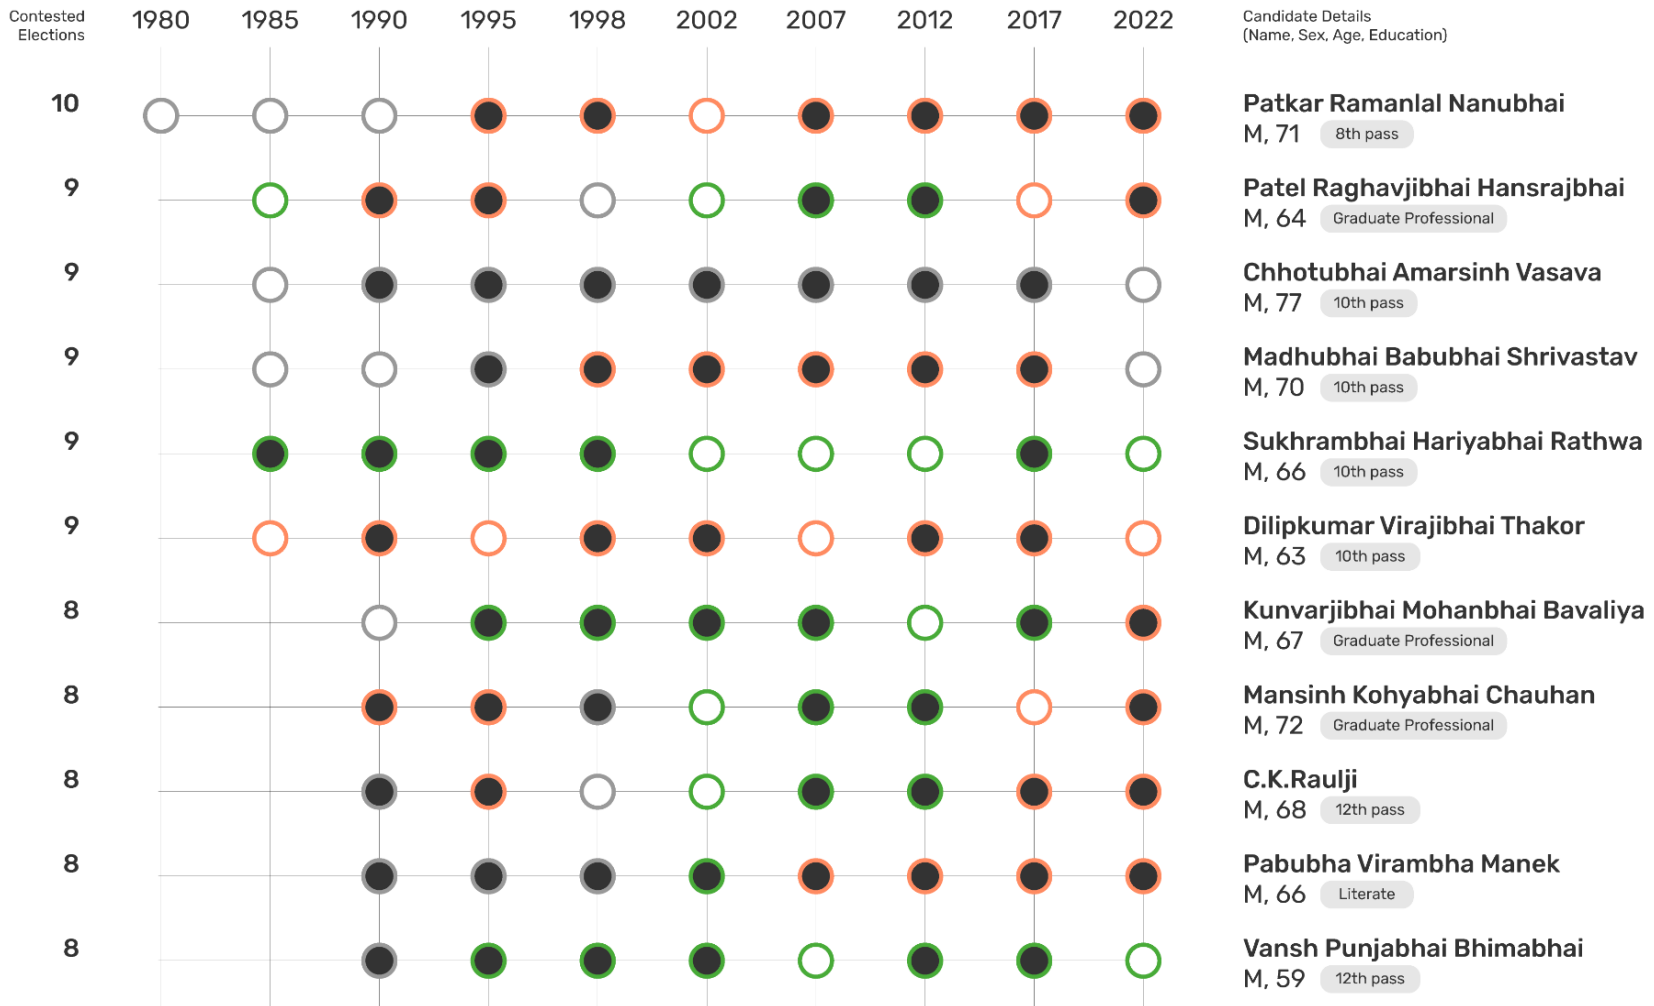 Contested
Elections
1980 1985 1990 1995 1998 2002 2007 2012 2017 2022
Candidate Details
(Name, Sex, Age, Education)
10
Patkar Ramanlal Nanubhai
M, 71 8th pass
9
Patel Raghavjibhai Hansrajbhai
M, 64 Graduate Professional
9
Chhotubhai Amarsinh Vasava
M, 77 10th pass
9
Madhubhai Babubhai Shrivastav
M, 70 10th pass
9
Sukhrambhai Hariyabhai Rathwa
M, 66 10th pass
9
Dilipkumar Virajibhai Thakor
M, 63 10th pass
8
Kunvarjibhai Mohanbhai Bavaliya
M, 67 Graduate Professional
8
Mansinh Kohyabhai Chauhan
M, 72 Graduate Professional
8
C.K.Raulji
M, 68 12th pass
8
Pabubha Virambha Manek
M, 66 Literate
8
Vansh Punjabhai Bhimabhai
M, 59 12th pass